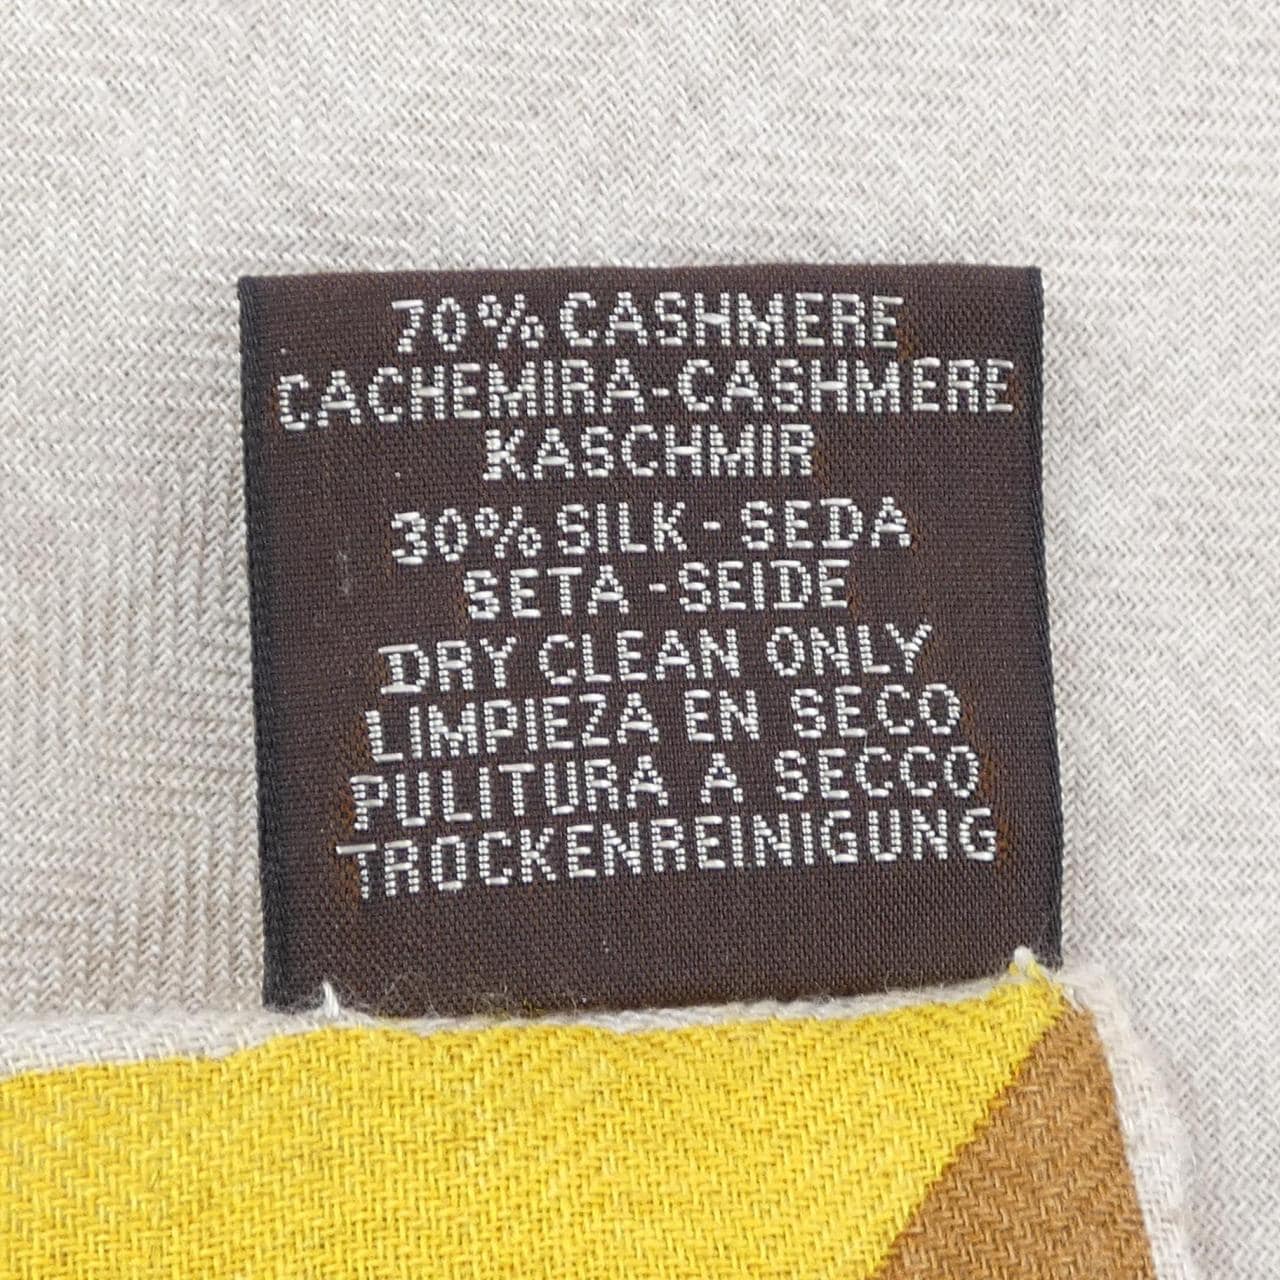 70% CASHMERE
CACHEMIRA-CASHMERE
KASCHMIR
30% SILK - SEDA
SETA - SEIDE
DRY CLEAN ONLY
LIMPIEZA EN SECO
PULITURA A SECCO
TROCKENREINIGUNG